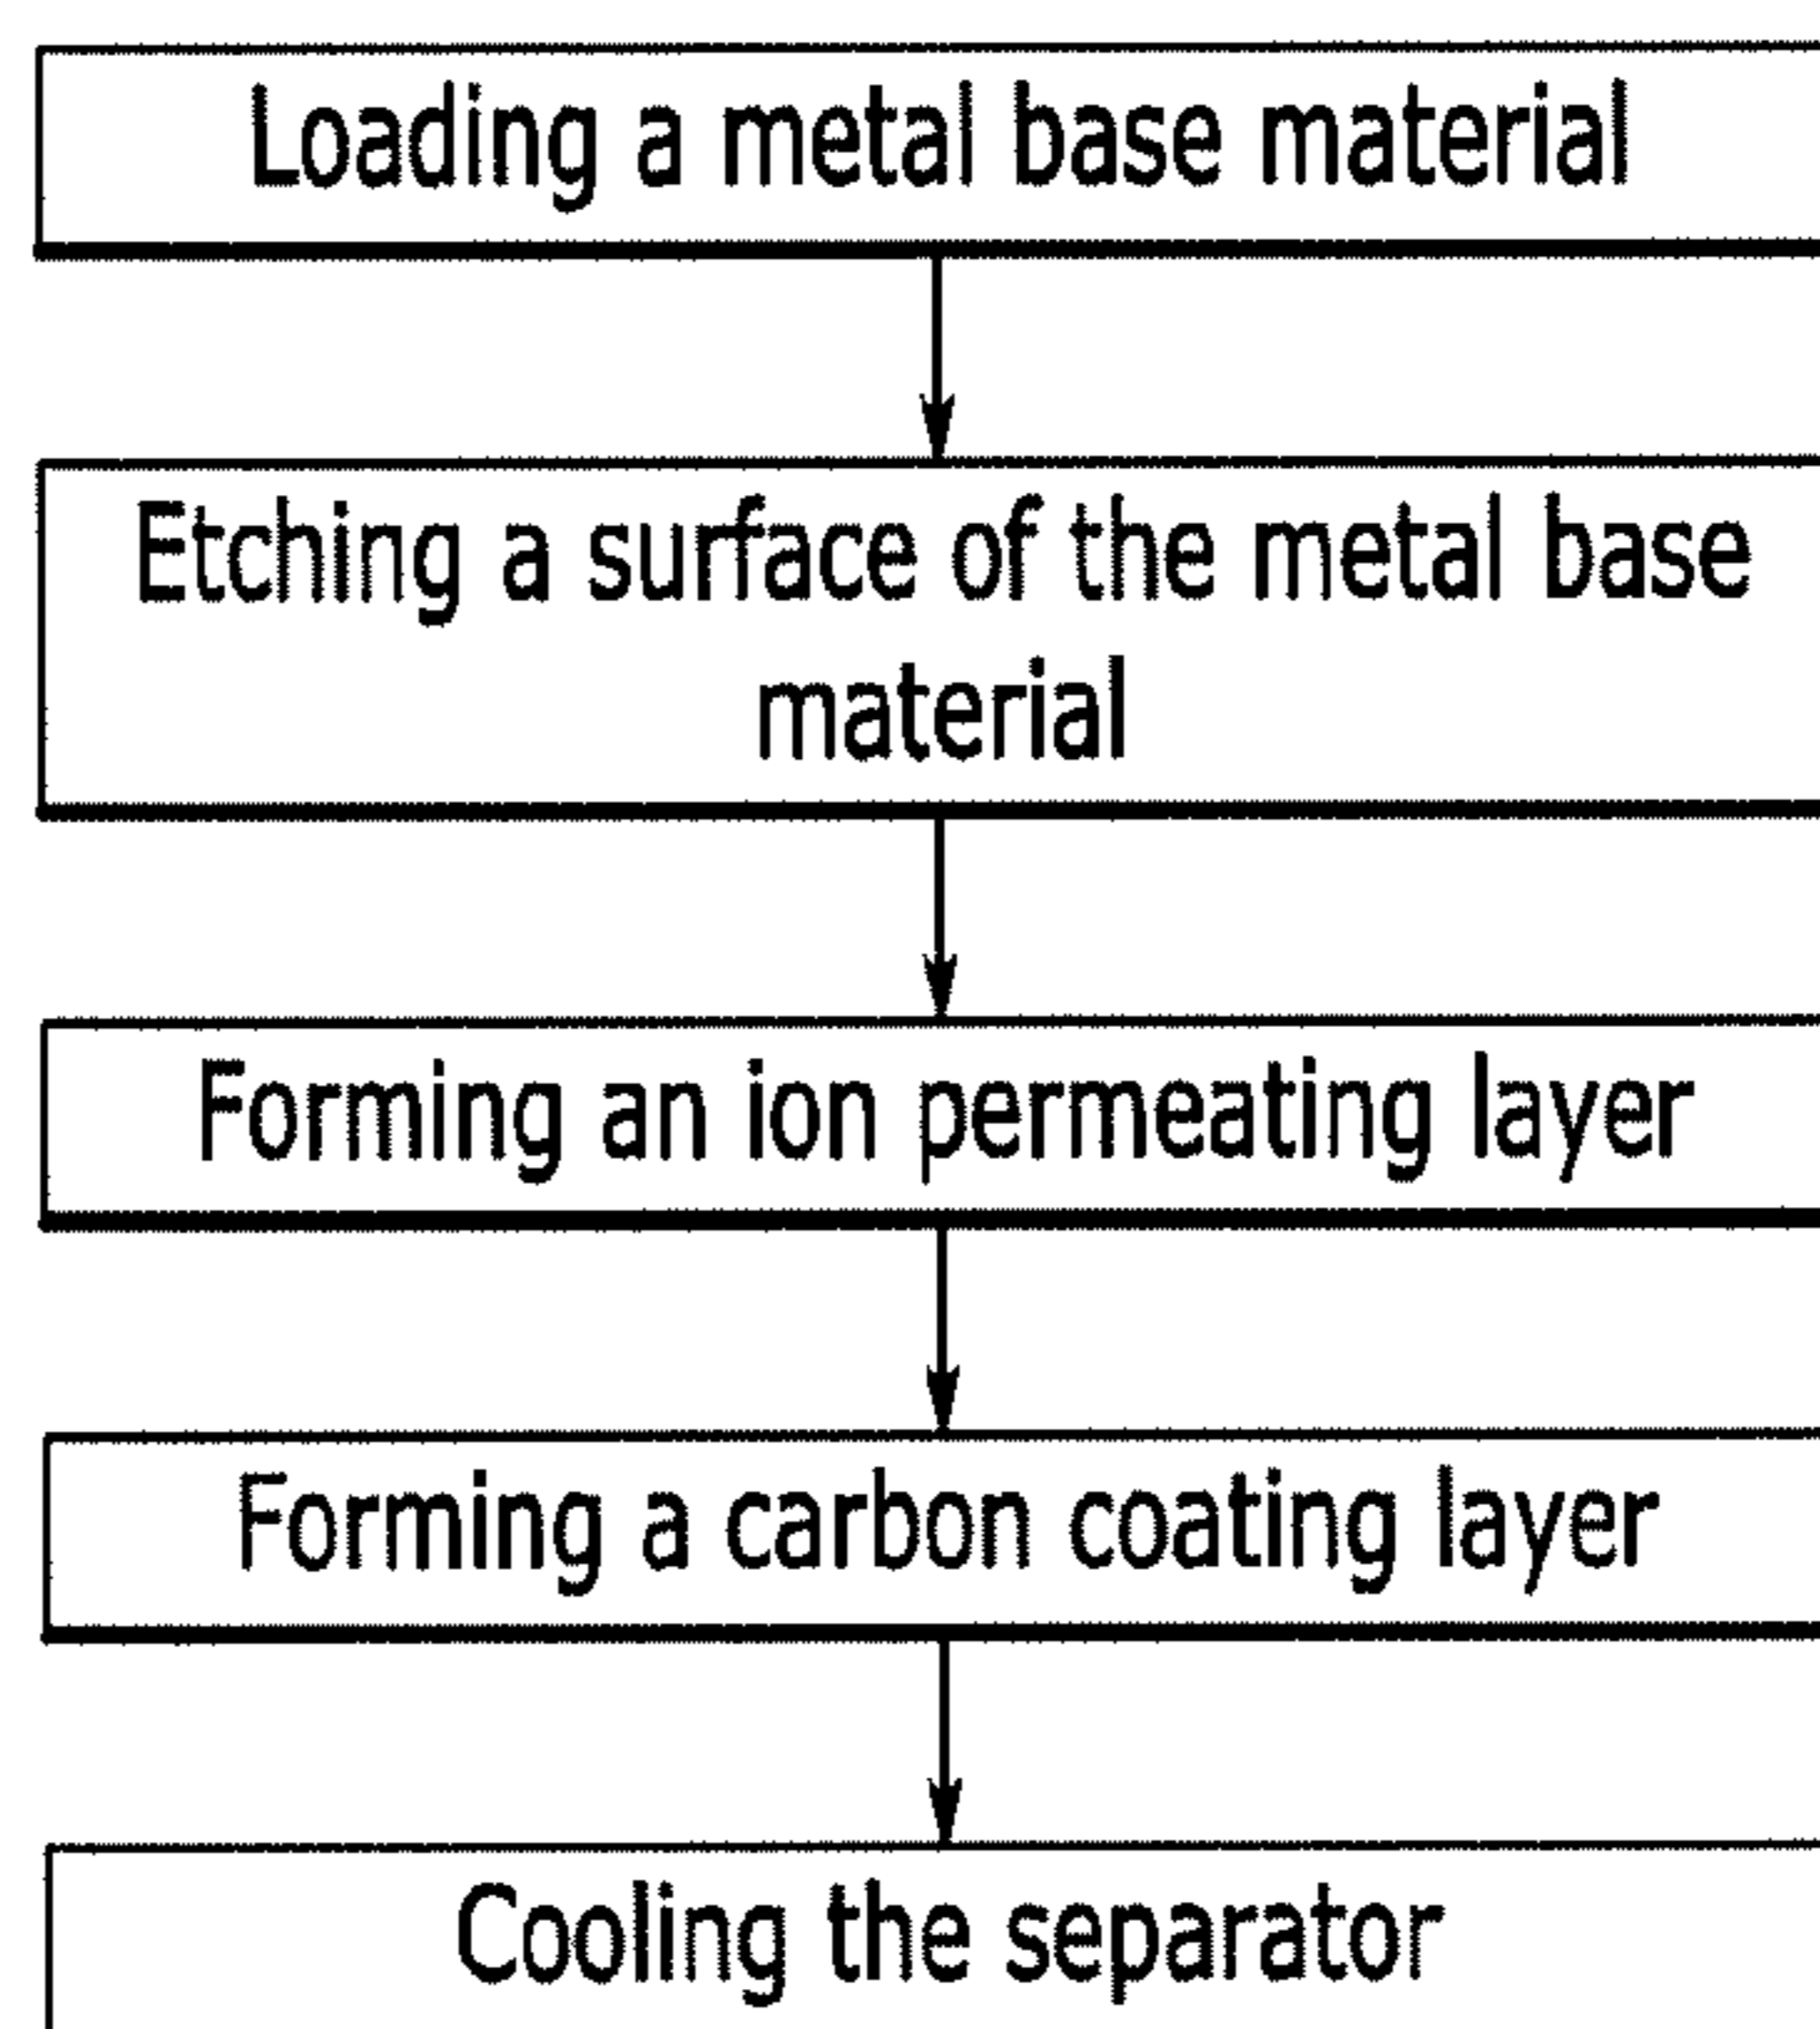 Loading a metal base material
Etching a surface of the metal base
material
Forming an ion permeating layer
Forming a carbon coating layer
Cooling the separator